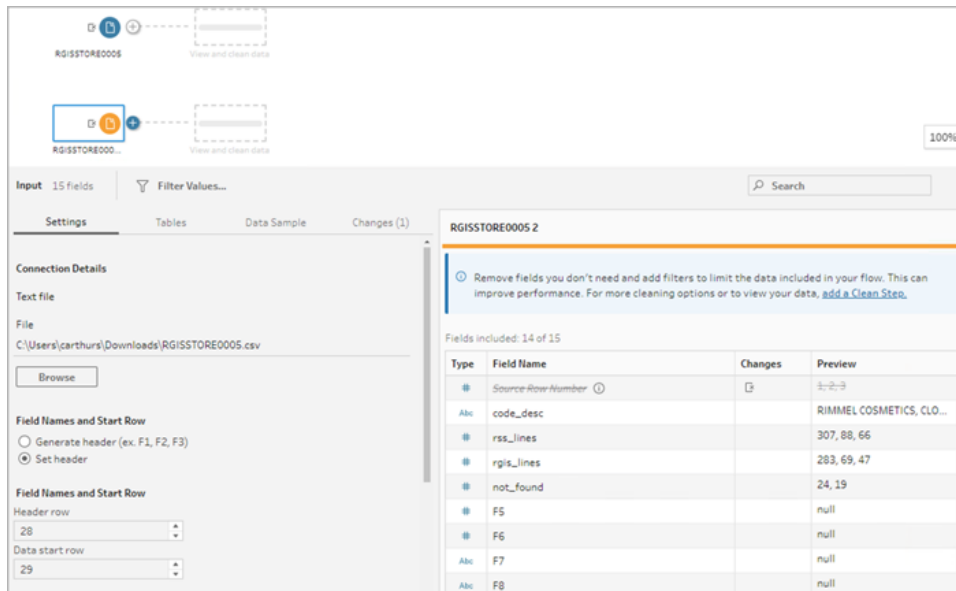 RGISSTORE0005
View and clean data
RGISSTORE000...
View and clean data
100%
Input 15 fields
Filter Values...
Search
Settings
Tables
Data Sample
Changes (1)
Connection Details
Text file
File
C:\Users\carthurs\Downloads\RGISSTORE0005.csv
Browse
Field Names and Start Row
Generate header (ex. F1, F2, F3)
Set header
Field Names and Start Row
Header row
28
Data start row
29
RGISSTORE0005 2
Remove fields you don't need and add filters to limit the data included in your flow. This can
improve performance. For more cleaning options or to view your data, add a Clean Step.
Fields included: 14 of 15
Type Field Name Changes Preview
# Source Row Number 1, 2, 3
Abc code_desc RIMMEL COSMETICS, CLO...
# rss_lines 307, 88, 66
# rgis_lines 283, 69, 47
# not_found 24, 19
# F5 null
# F6 null
Abc F7 null
Abc F8 null